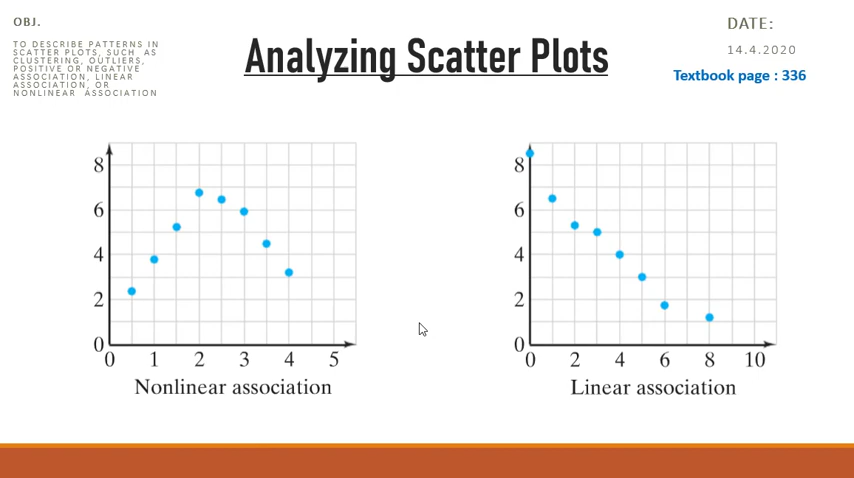 OBJ.
TO DESCRIBE PATTERNS IN
SCATTER PLOTS, SUCH AS
CLUSTERING, OUTLIERS,
POSITIVE OR NEGATIVE
ASSOCIATION, LINEAR
ASSOCIATION, OR
NONLINEAR ASSOCIATION
Analyzing Scatter Plots
DATE:
14.4.2020
Textbook page : 336
8
6
4
2
0
0 1 2 3 4 5
Nonlinear association
8
6
4
2
0
0 2 4 6 8 10
Linear association